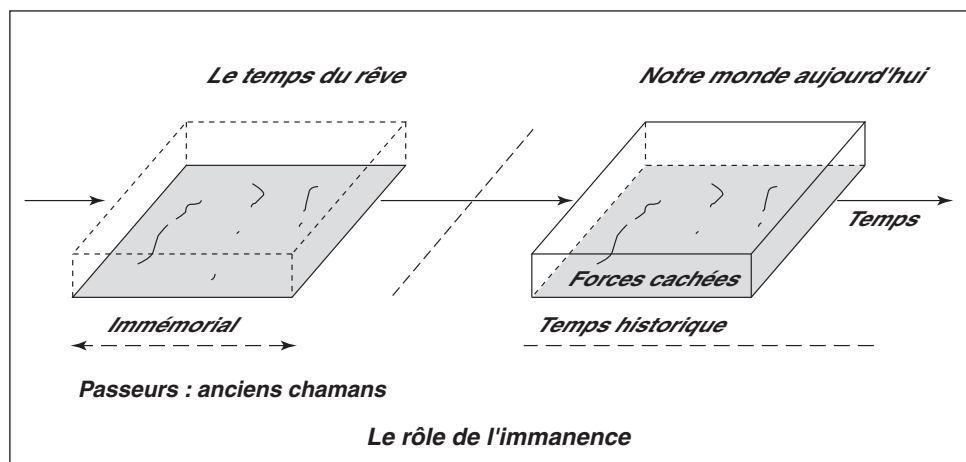 Le temps du rêve
Notre monde aujourd'hui
Temps
Forces cachées
Immémorial
Temps historique
Passeurs : anciens chamans
Le rôle de l'immanence